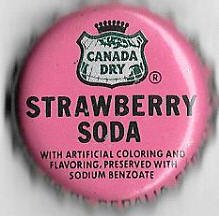 CANADA
DRY
®
STRAWBERRY
SODA
WITH ARTIFICIAL COLORING AND
FLAVORING. PRESERVED WITH
SODIUM BENZOATE